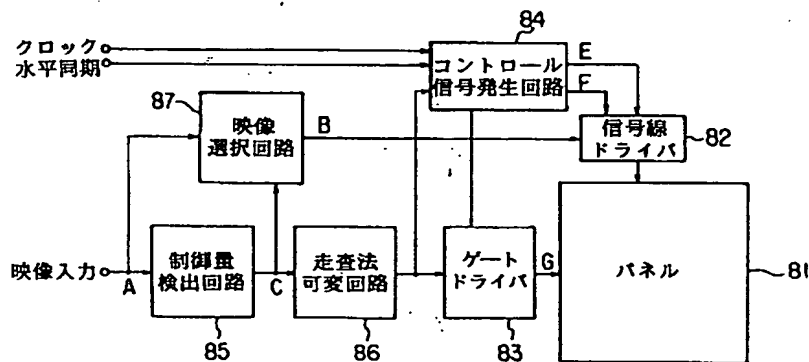 84
クロック
水平同期
コントロール
信号発生回路
E
F
87
映像
選択回路
B
信号線
ドライバ
82
映像入力
A
制御量
検出回路
C
走査法
可変回路
ゲート
ドライバ
G
パネル
81
85
86
83